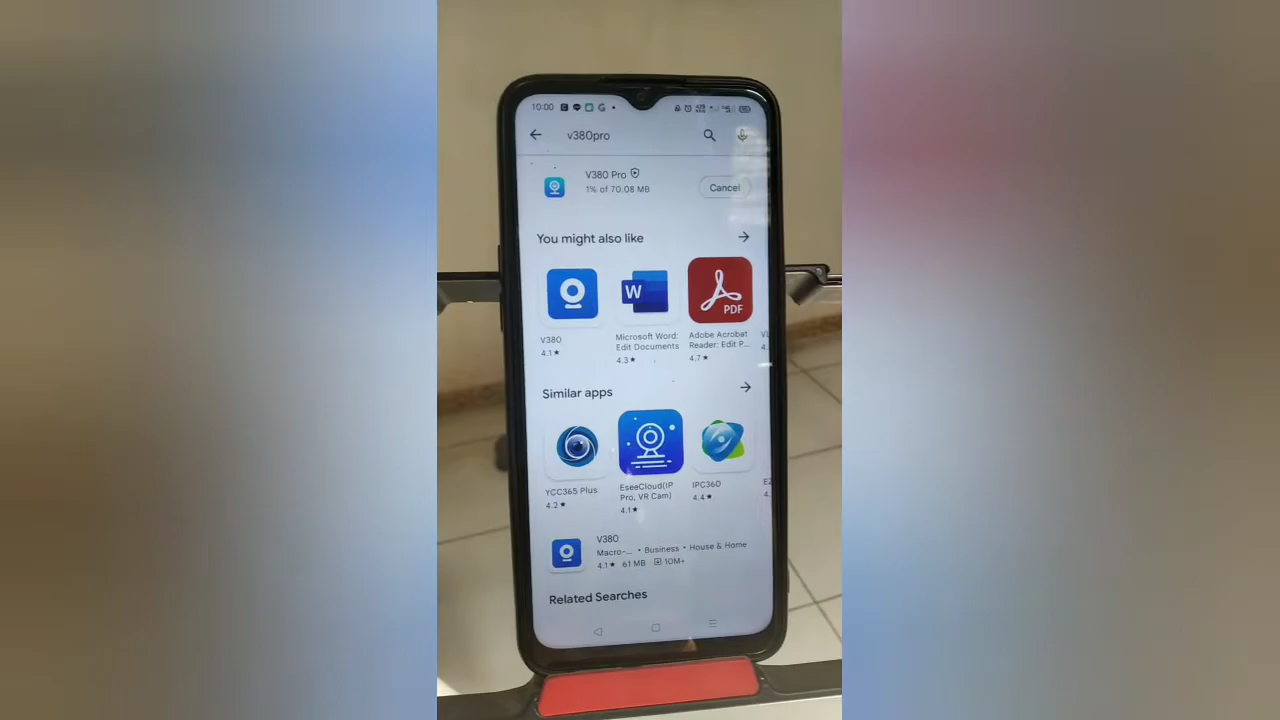 10:00
v380pro
V380 Pro
1% of 70.08 MB
Cancel
You might also like
W
PDF
V380
4.1★
Microsoft Word:
Edit Documents
4.3★
Adobe Acrobat
Reader: Edit P...
4.7★
4.
Similar apps
YCC365 Plus
4.2★
EseeCloud(IP
Pro, VR Cam)
4.1★
IPC360
4.4★
4.
V380
Macro-... • Business • House & Home
4.1★ 61 MB 10M+
Related Searches